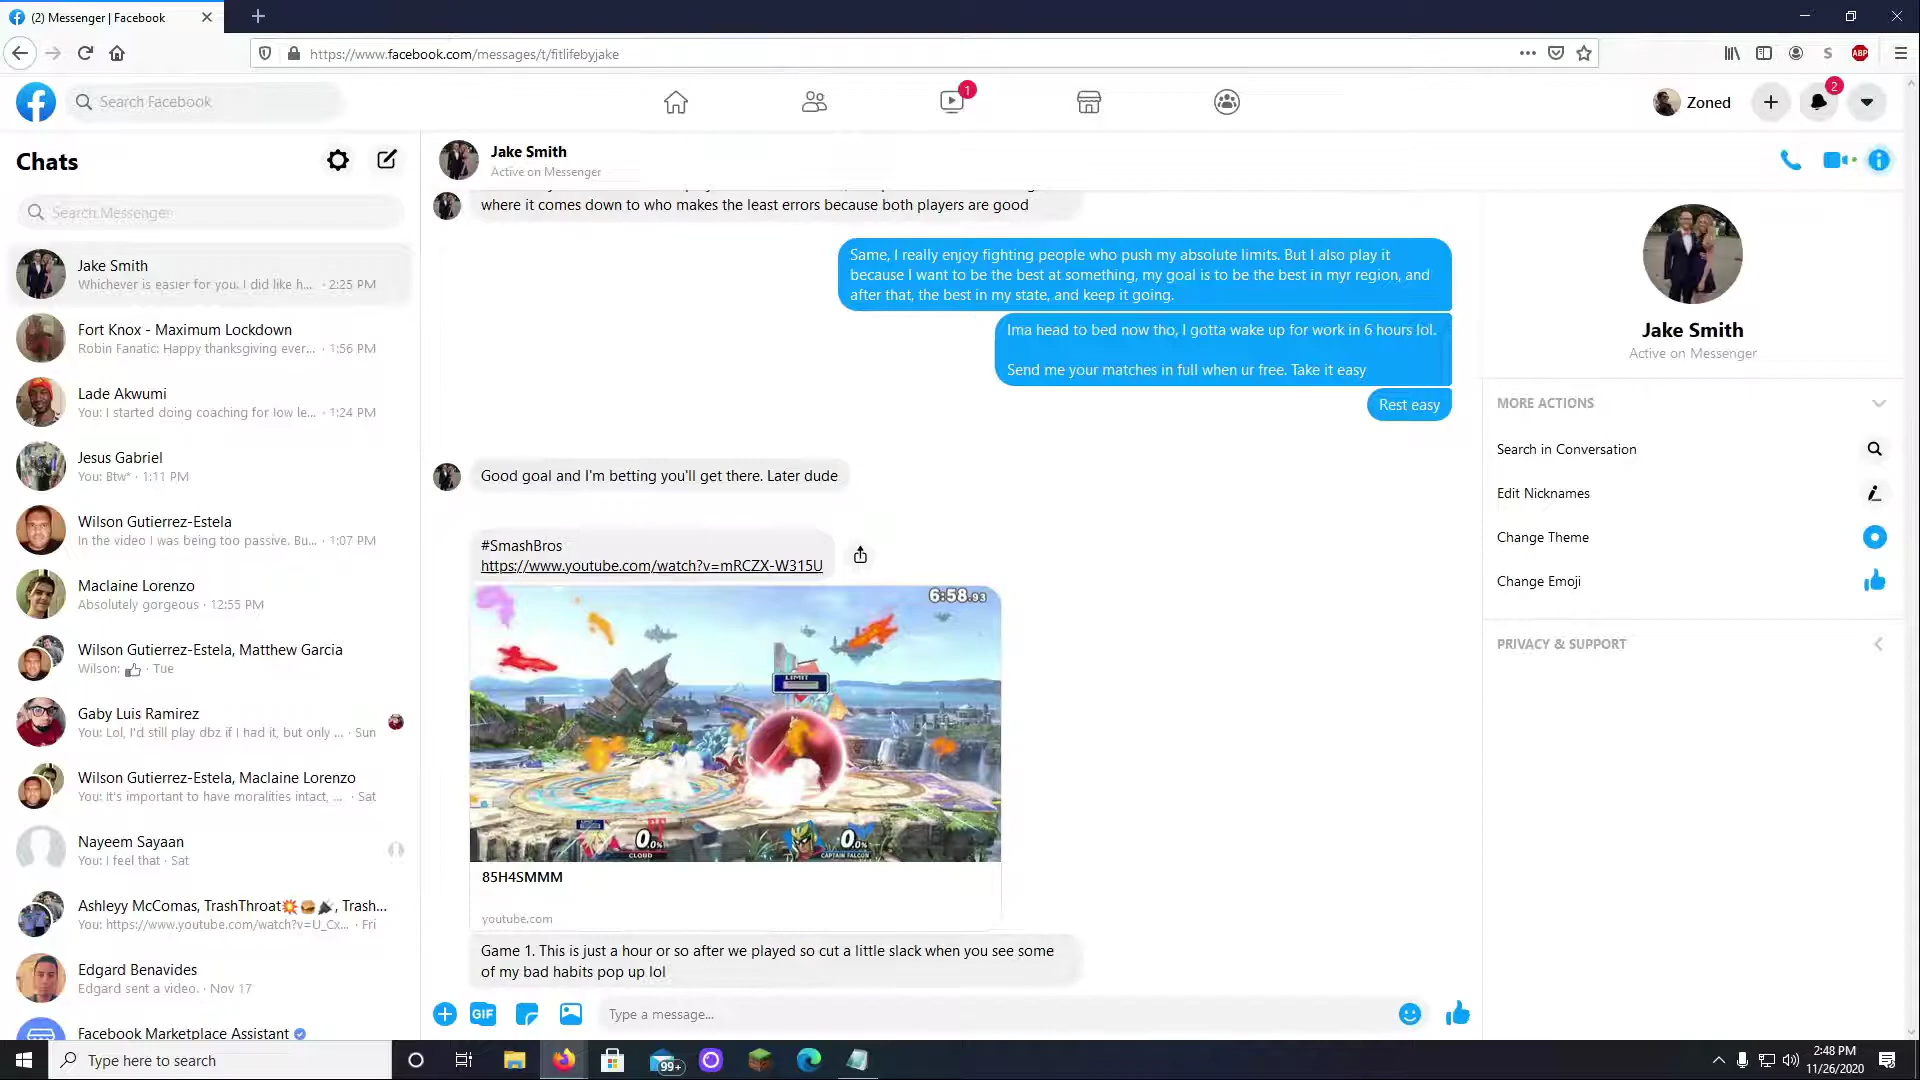 (2) Messenger | Facebook
https://www.facebook.com/messages/t/fitlifebyjake
S
ABP
Search Facebook
1
Zoned
2
Chats
Search Messenger
Jake Smith
Whichever is easier for you. I did like h... · 2:25 PM
Fort Knox - Maximum Lockdown
Robin Fanatic: Happy thanksgiving ever... · 1:56 PM
Lade Akwumi
You: I started doing coaching for low le... · 1:24 PM
Jesus Gabriel
You: Btw* · 1:11 PM
Wilson Gutierrez-Estela
In the video I was being too passive. Bu... · 1:07 PM
Maclaine Lorenzo
Absolutely gorgeous · 12:55 PM
Wilson Gutierrez-Estela, Matthew Garcia
Wilson: 👍 · Tue
Gaby Luis Ramirez
You: Lol, I'd still play dbz if I had it, but only ... · Sun
Wilson Gutierrez-Estela, Maclaine Lorenzo
You: It's important to have moralities intact, ... · Sat
Nayeem Sayaan
You: I feel that · Sat
Ashleyy McComas, TrashThroat💥🍔🎉, Trash...
You: https://www.youtube.com/watch?v=U_Cx... · Fri
Edgard Benavides
Edgard sent a video. · Nov 17
Facebook Marketplace Assistant
Jake Smith
Active on Messenger
where it comes down to who makes the least errors because both players are good
Same, I really enjoy fighting people who push my absolute limits. But I also play it
because I want to be the best at something, my goal is to be the best in myr region, and
after that, the best in my state, and keep it going.
Ima head to bed now tho, I gotta wake up for work in 6 hours lol.
Send me your matches in full when ur free. Take it easy
Rest easy
Good goal and I'm betting you'll get there. Later dude
#SmashBros
https://www.youtube.com/watch?v=mRCZX-W315U
6:58.93
LIMIT
0.0%
CLOUD
0.0%
CAPTAIN FALCON
85H4SMMM
youtube.com
Game 1. This is just a hour or so after we played so cut a little slack when you see some
of my bad habits pop up lol
GIF
Type a message...
Jake Smith
Active on Messenger
MORE ACTIONS
Search in Conversation
Edit Nicknames
Change Theme
Change Emoji
PRIVACY & SUPPORT
Type here to search
99+
2:48 PM
11/26/2020